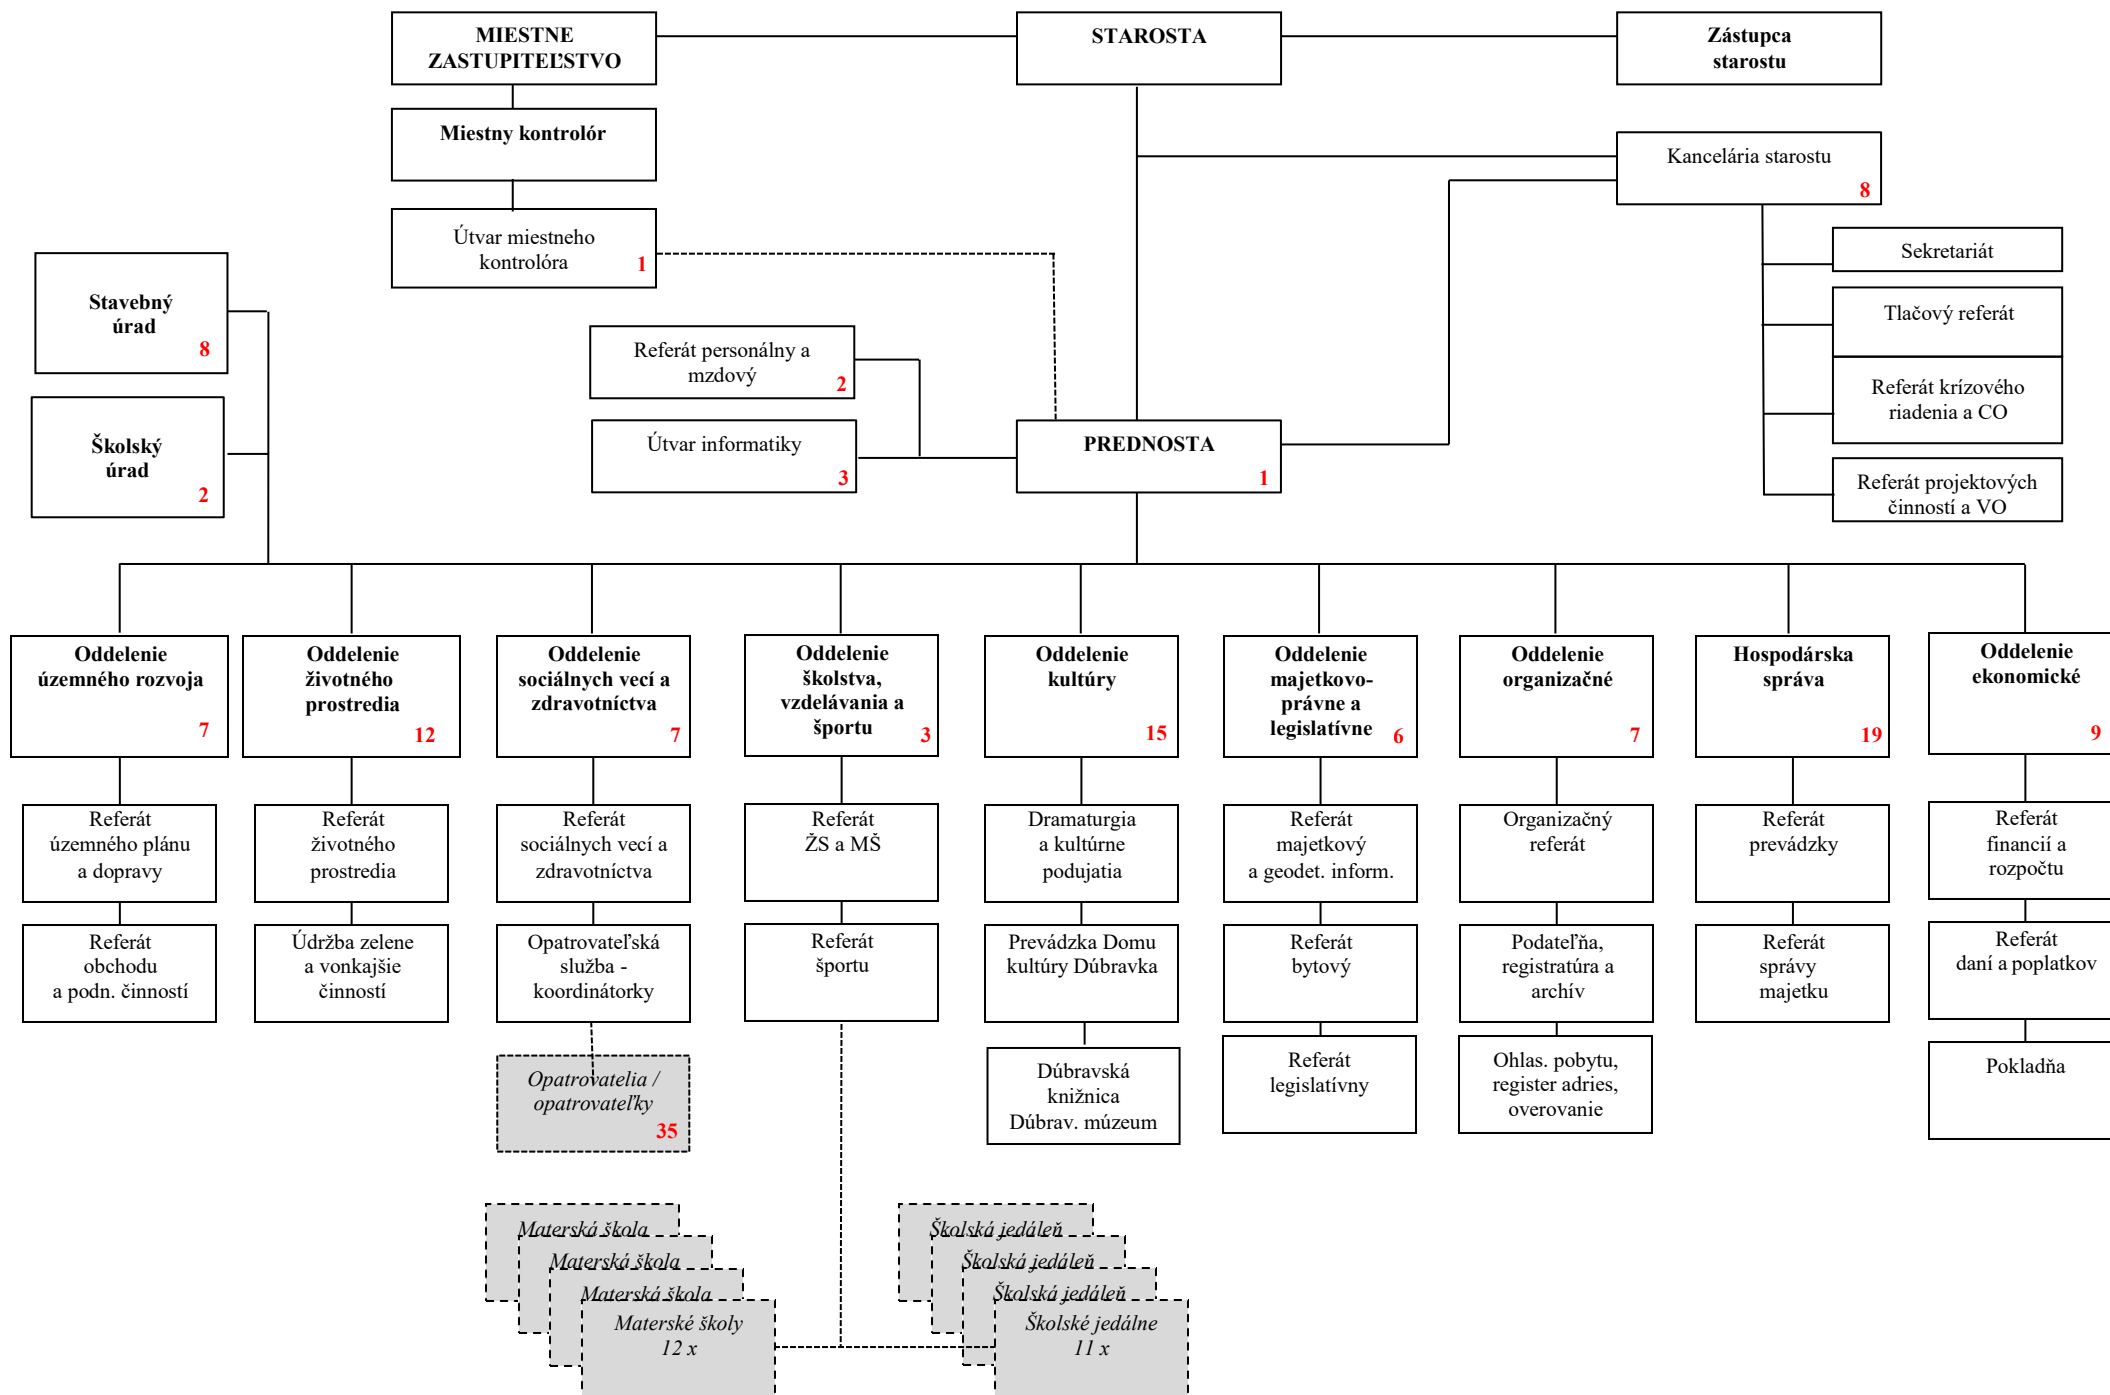 MIESTNE
ZASTUPITEĽSTVO
STAROSTA
Zástupca
starostu
Miestny kontrolór
Kancelária starostu
8
Útvar miestneho
kontrolóra
1
Sekretariát
Tlačový referát
Referát krízového
riadenia a CO
Referát projektových
činností a VO
Stavebný
úrad
8
Školský
úrad
2
Referát personálny a
mzdový
2
Útvar informatiky
3
PREDNOSTA
1
Oddelenie
územného rozvoja
7
Oddelenie
životného
prostredia
12
Oddelenie
sociálnych vecí a
zdravotníctva
7
Oddelenie
školstva,
vzdelávania a
športu
3
Oddelenie
kultúry
15
Oddelenie
majetkovo-
právne a
legislatívne
6
Oddelenie
organizačné
7
Hospodárska
správa
19
Oddelenie
ekonomické
9
Referát
územného plánu
a dopravy
Referát
životného
prostredia
Referát
sociálnych vecí a
zdravotníctva
Referát
ŽS a MŠ
Dramaturgia
a kultúrne
podujatia
Referát
majetkový
a geodet. inform.
Organizačný
referát
Referát
prevádzky
Referát
financií a
rozpočtu
Referát
obchodu
a podn. činností
Údržba zelene
a vonkajšie
činností
Opatrovateľská
služba -
koordinátorky
Referát
športu
Prevádzka Domu
kultúry Dúbravka
Referát
bytový
Podateľňa,
registratúra a
archív
Referát
správy
majetku
Referát
daní a poplatkov
Opatrovatelia /
opatrovateľky
35
Dúbravská
knižnica
Dúbrav. múzeum
Referát
legislatívny
Ohlas. pobytu,
register adries,
overovanie
Pokladňa
Materská škola
Materská škola
Materská škola
Materské školy
12 x
Školská jedáleň
Školská jedáleň
Školská jedáleň
Školské jedálne
11 x